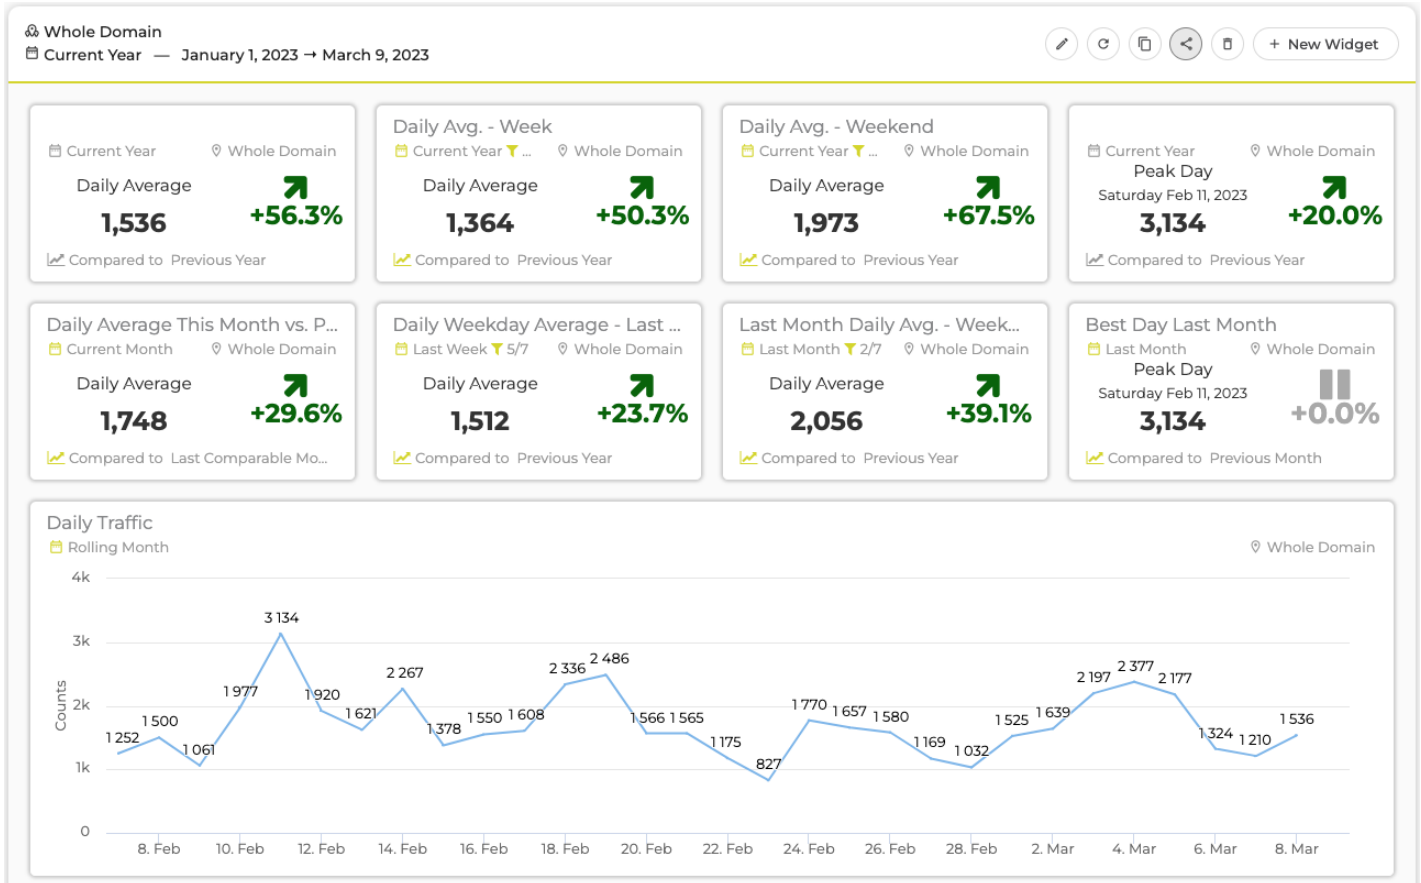 Whole Domain
Current Year — January 1, 2023 → March 9, 2023
+ New Widget
Current Year Whole Domain
Daily Average
1,536
+56.3%
Compared to Previous Year
Daily Avg. - Week
Current Year ... Whole Domain
Daily Average
1,364
+50.3%
Compared to Previous Year
Daily Avg. - Weekend
Current Year ... Whole Domain
Daily Average
1,973
+67.5%
Compared to Previous Year
Current Year Whole Domain
Peak Day
Saturday Feb 11, 2023
3,134
+20.0%
Compared to Previous Year
Daily Average This Month vs. P...
Current Month Whole Domain
Daily Average
1,748
+29.6%
Compared to Last Comparable Mo...
Daily Weekday Average - Last ...
Last Week 5/7 Whole Domain
Daily Average
1,512
+23.7%
Compared to Previous Year
Last Month Daily Avg. - Week...
Last Month 2/7 Whole Domain
Daily Average
2,056
+39.1%
Compared to Previous Year
Best Day Last Month
Last Month Whole Domain
Peak Day
Saturday Feb 11, 2023
3,134
+0.0%
Compared to Previous Month
Daily Traffic
Rolling Month Whole Domain
Counts
4k
3k
2k
1k
0
1 252
1 500
1 061
1 977
3 134
1 920
1 621
2 267
1 378
1 550
1 608
2 336
2 486
1 566
1 565
1 175
827
1 770
1 657
1 580
1 169
1 032
1 525
1 639
2 197
2 377
2 177
1 324
1 210
1 536
8. Feb 10. Feb 12. Feb 14. Feb 16. Feb 18. Feb 20. Feb 22. Feb 24. Feb 26. Feb 28. Feb 2. Mar 4. Mar 6. Mar 8. Mar